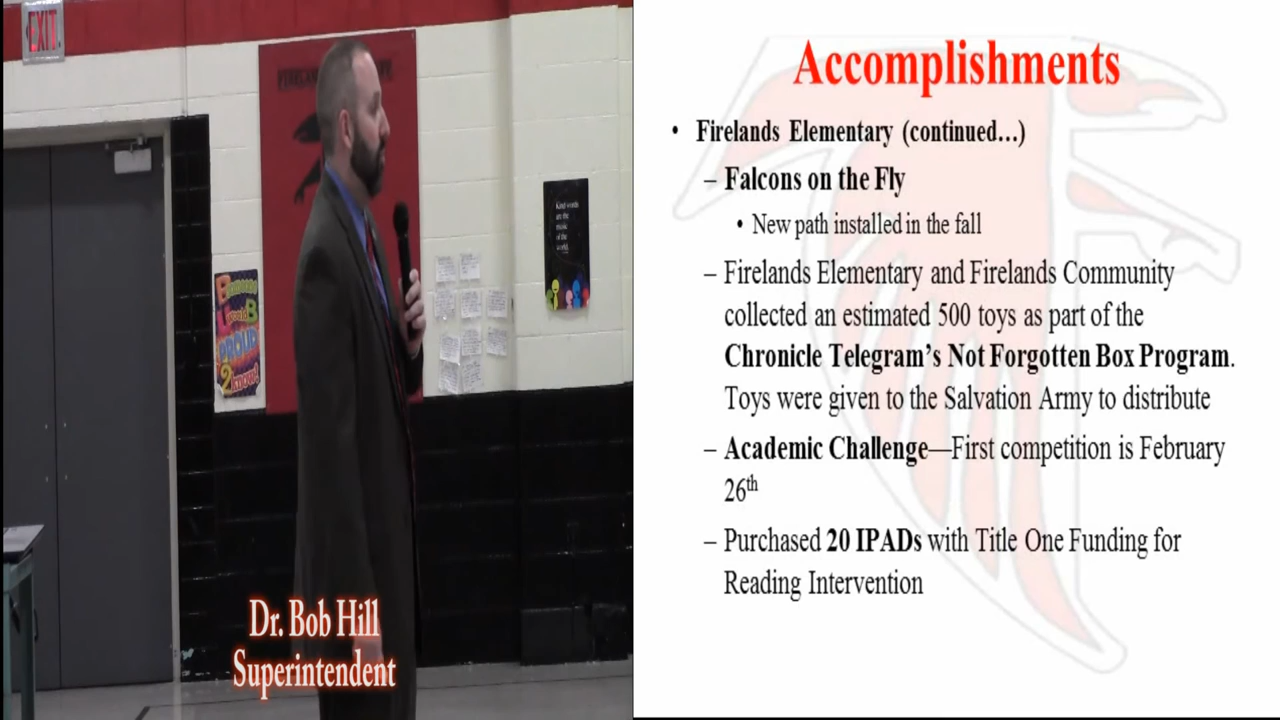 EXIT
Accomplishments
• Firelands Elementary (continued…)
– Falcons on the Fly
• New path installed in the fall
– Firelands Elementary and Firelands Community
collected an estimated 500 toys as part of the
Chronicle Telegram's Not Forgotten Box Program.
Toys were given to the Salvation Army to distribute
– Academic Challenge—First competition is February
26th
– Purchased 20 IPADs with Title One Funding for
Reading Intervention
Kind words
are the
music
of the
world.
PROUD
Dr. Bob Hill
Superintendent